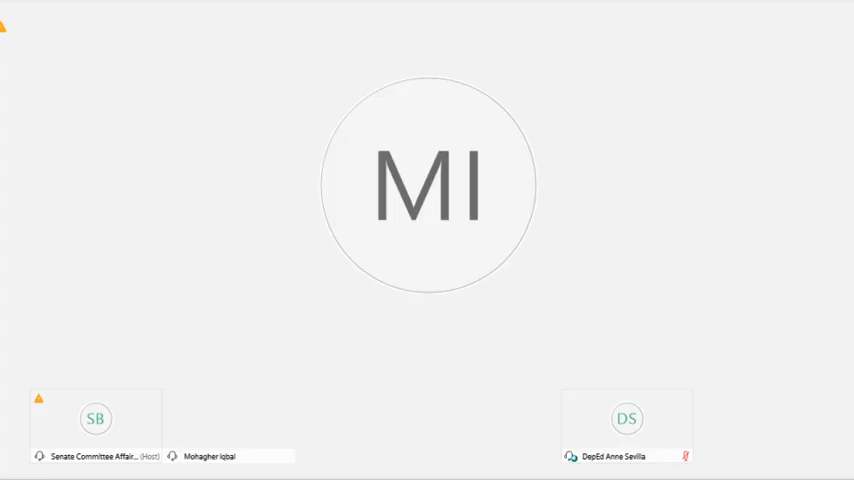 MI
SB
DS
Senate Committee Affair... (Host)
Mohagher Iqbal
DepEd Anne Sevilla